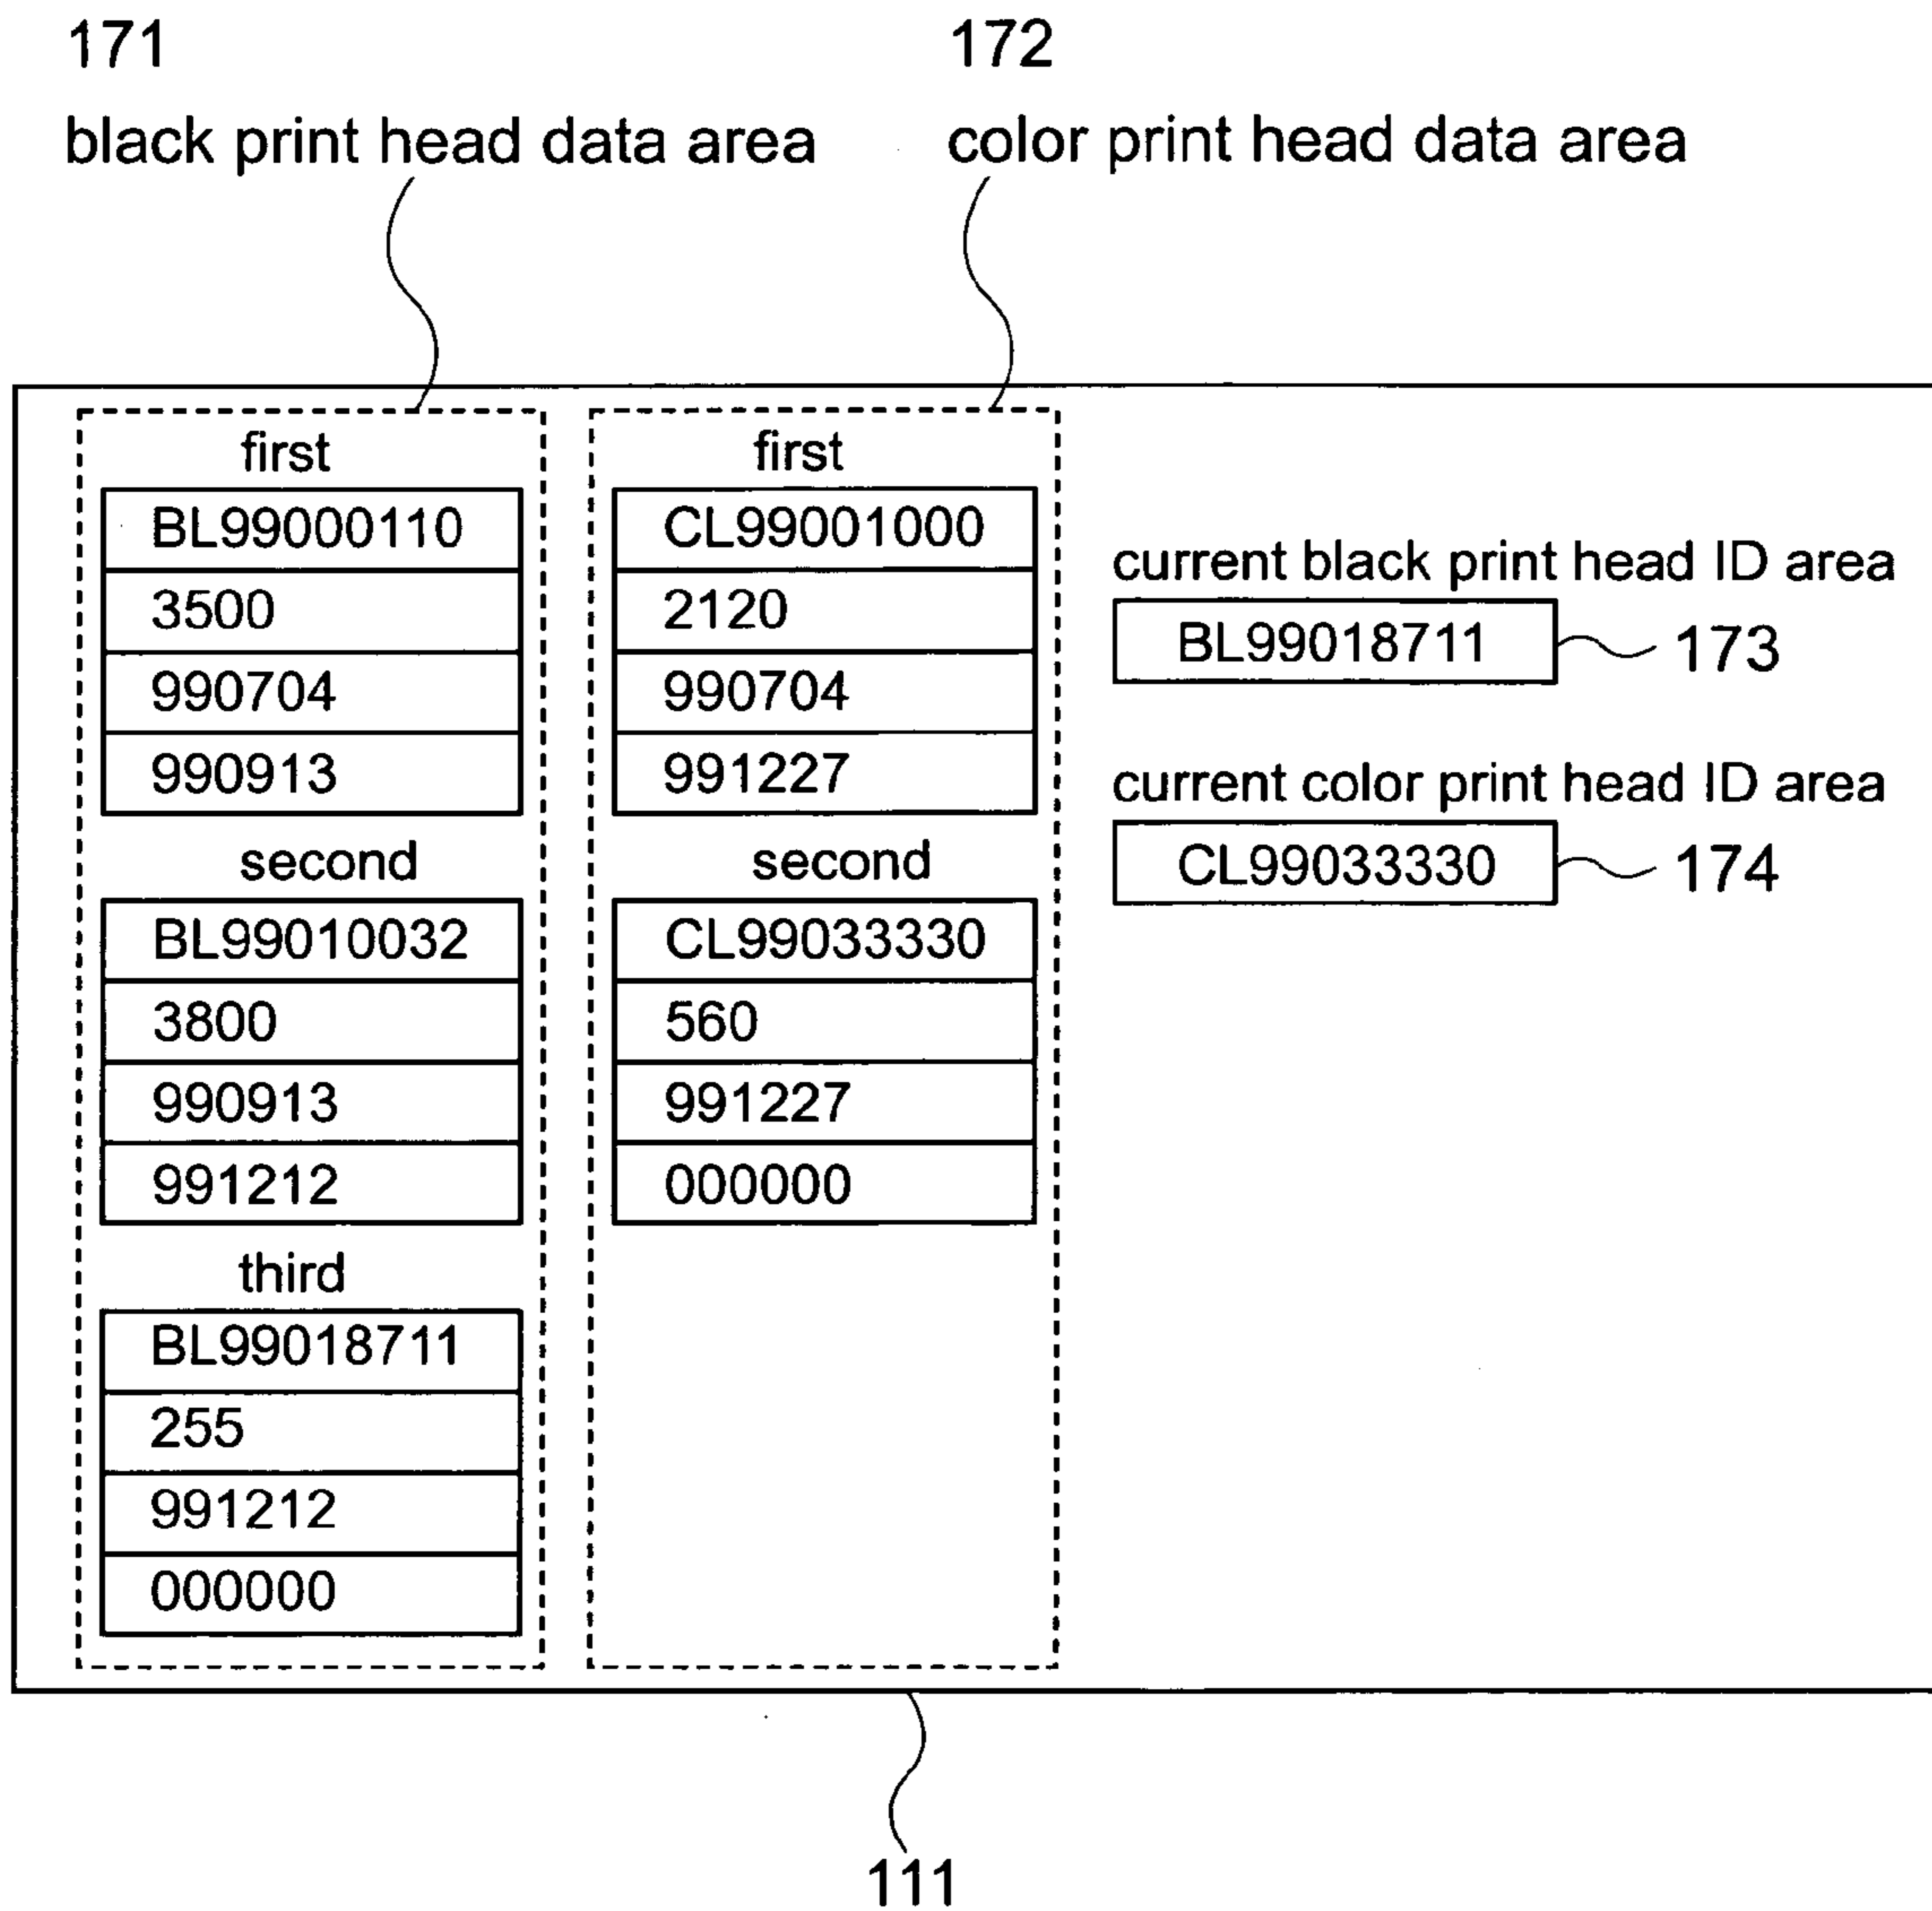 171
black print head data area
172
color print head data area
first
BL99000110
3500
990704
990913
second
BL99010032
3800
990913
991212
third
BL99018711
255
991212
000000
first
CL99001000
2120
990704
991227
second
CL99033330
560
991227
000000
current black print head ID area
BL99018711
173
current color print head ID area
CL99033330
174
111